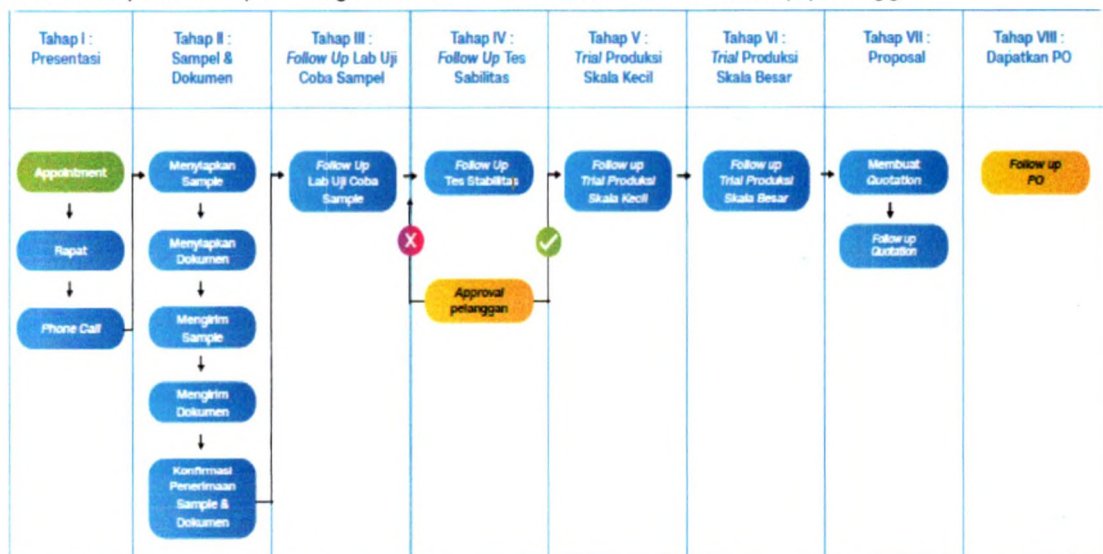 Tahap I :
Presentasi
Tahap II :
Sampel &
Dokumen
Tahap III :
Follow Up Lab Uji
Coba Sampel
Tahap IV :
Follow Up Tes
Sabilitas
Tahap V :
Trial Produksi
Skala Kecil
Tahap VI :
Trial Produksi
Skala Besar
Tahap VII :
Proposal
Tahap VIII :
Dapatkan PO
Appointment
Rapat
Phone Call
Menyiapkan
Sample
Menyiapkan
Dokumen
Mengirim
Sample
Mengirim
Dokumen
Konfirmasi
Penerimaan
Sample &
Dokumen
Follow Up
Lab Uji Coba
Sample
Follow Up
Tes Stabilitas
X
Approval
pelanggan
Follow up
Trial Produksi
Skala Kecil
Follow up
Trial Produksi
Skala Besar
Membuat
Quotation
Follow up
Quotation
Follow up
PO